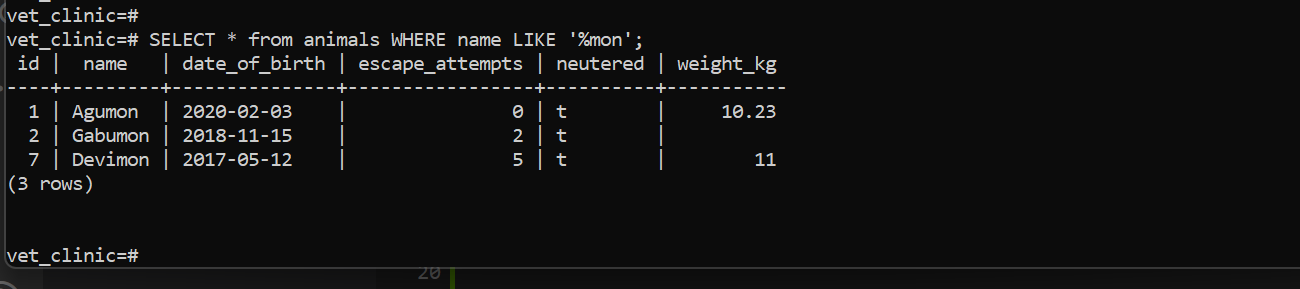 vet_clinic=#
vet_clinic=# SELECT * from animals WHERE name LIKE '%mon';
 id |  name   | date_of_birth | escape_attempts | neutered | weight_kg
----+---------+---------------+-----------------+----------+-----------
  1 | Agumon  | 2020-02-03    |               0 | t        |     10.23
  2 | Gabumon | 2018-11-15    |               2 | t        |
  7 | Devimon | 2017-05-12    |               5 | t        |        11
(3 rows)
vet_clinic=#
20